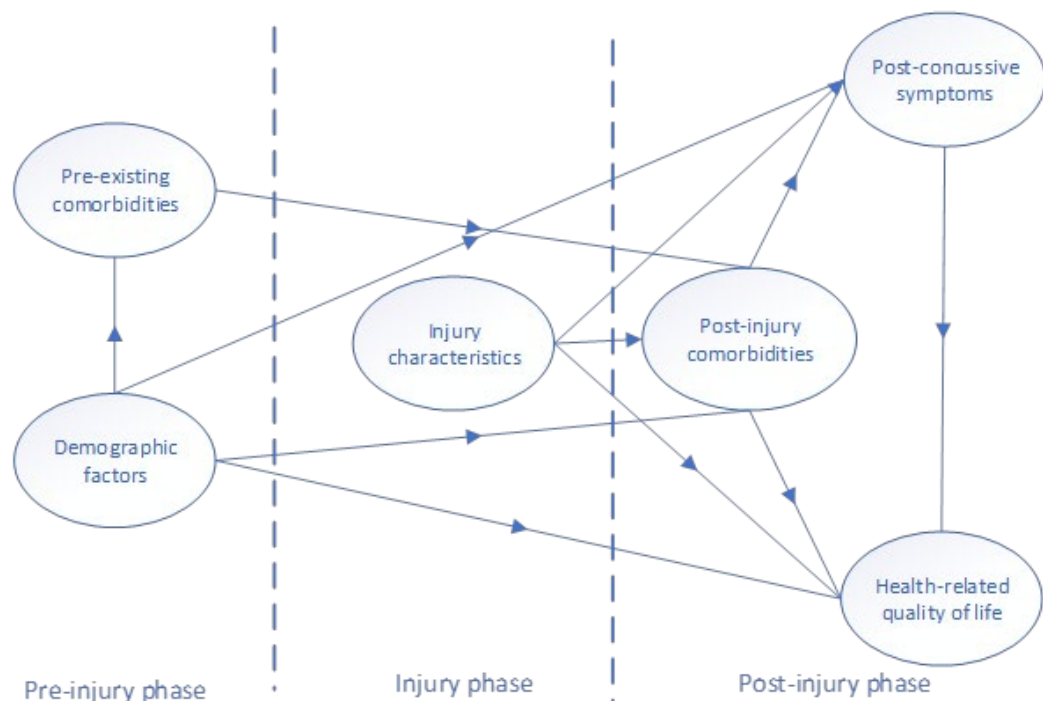 Post-concussive
symptoms
Pre-existing
comorbidities
Injury
characteristics
Post-injury
comorbidities
Demographic
factors
Health-related
quality of life
Pre-injury phase
Injury phase
Post-injury phase